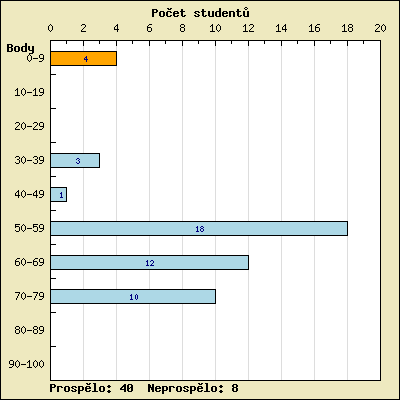 Počet studentů
0 2 4 6 8 10 12 14 16 18 20
Body
0-9 4
10-19
20-29
30-39 3
40-49 1
50-59 18
60-69 12
70-79 10
80-89
90-100
Prospělo: 40 Neprospělo: 8